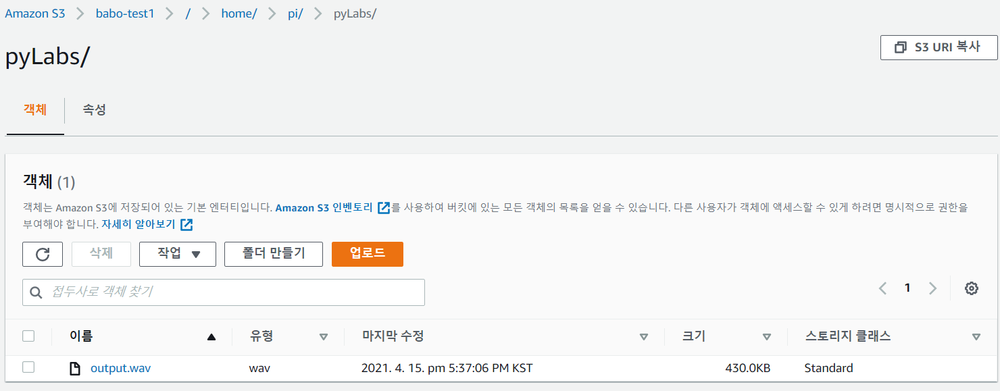 Amazon S3 > babo-test1 > / > home/ > pi/ > pyLabs/
pyLabs/
S3 URI 복사
객체 속성
객체 (1)
객체는 Amazon S3에 저장되어 있는 기본 엔터티입니다. Amazon S3 인벤토리 를 사용하여 버킷에 있는 모든 객체의 목록을 얻을 수 있습니다. 다른 사용자가 객체에 액세스할 수 있게 하려면 명시적으로 권한을
부여해야 합니다. 자세히 알아보기
삭제 작업 폴더 만들기 업로드
접두사로 객체 찾기
1
이름 유형 마지막 수정 크기 스토리지 클래스
output.wav wav 2021. 4. 15. pm 5:37:06 PM KST 430.0KB Standard